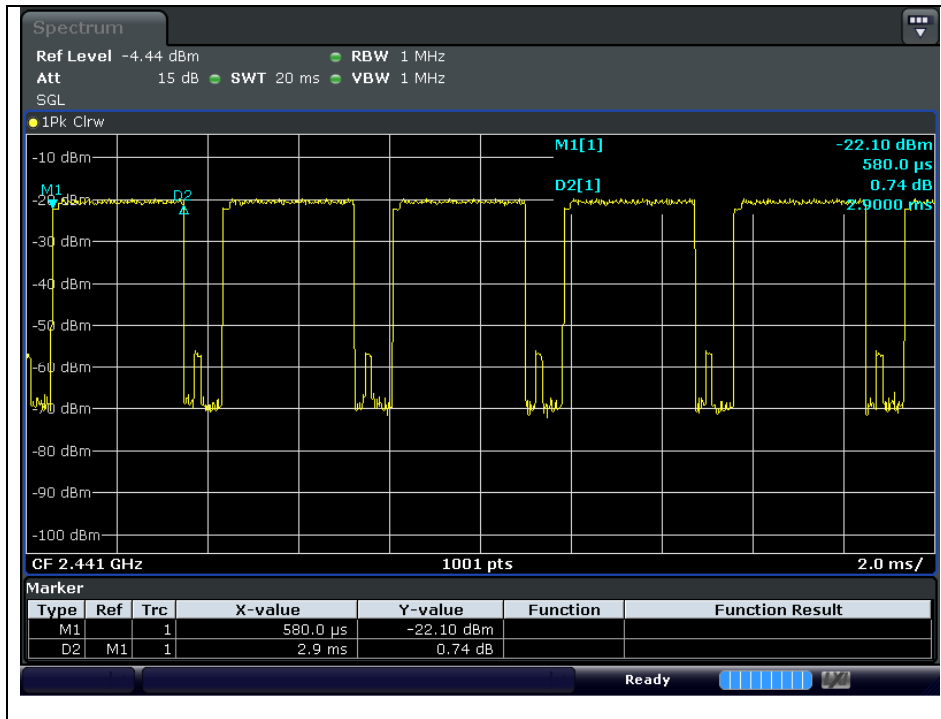 Spectrum
Ref Level -4.44 dBm RBW 1 MHz
Att 15 dB SWT 20 ms VBW 1 MHz
SGL
1Pk Clrw
M1[1] -22.10 dBm
580.0 µs
D2[1] 0.74 dB
2.9000 ms
-10 dBm
M1
D2
-20 dBm
-30 dBm
-40 dBm
-50 dBm
-60 dBm
-70 dBm
-80 dBm
-90 dBm
-100 dBm
CF 2.441 GHz 1001 pts 2.0 ms/
Marker
Type Ref Trc X-value Y-value Function Function Result
M1 1 580.0 µs -22.10 dBm
D2 M1 1 2.9 ms 0.74 dB
Ready